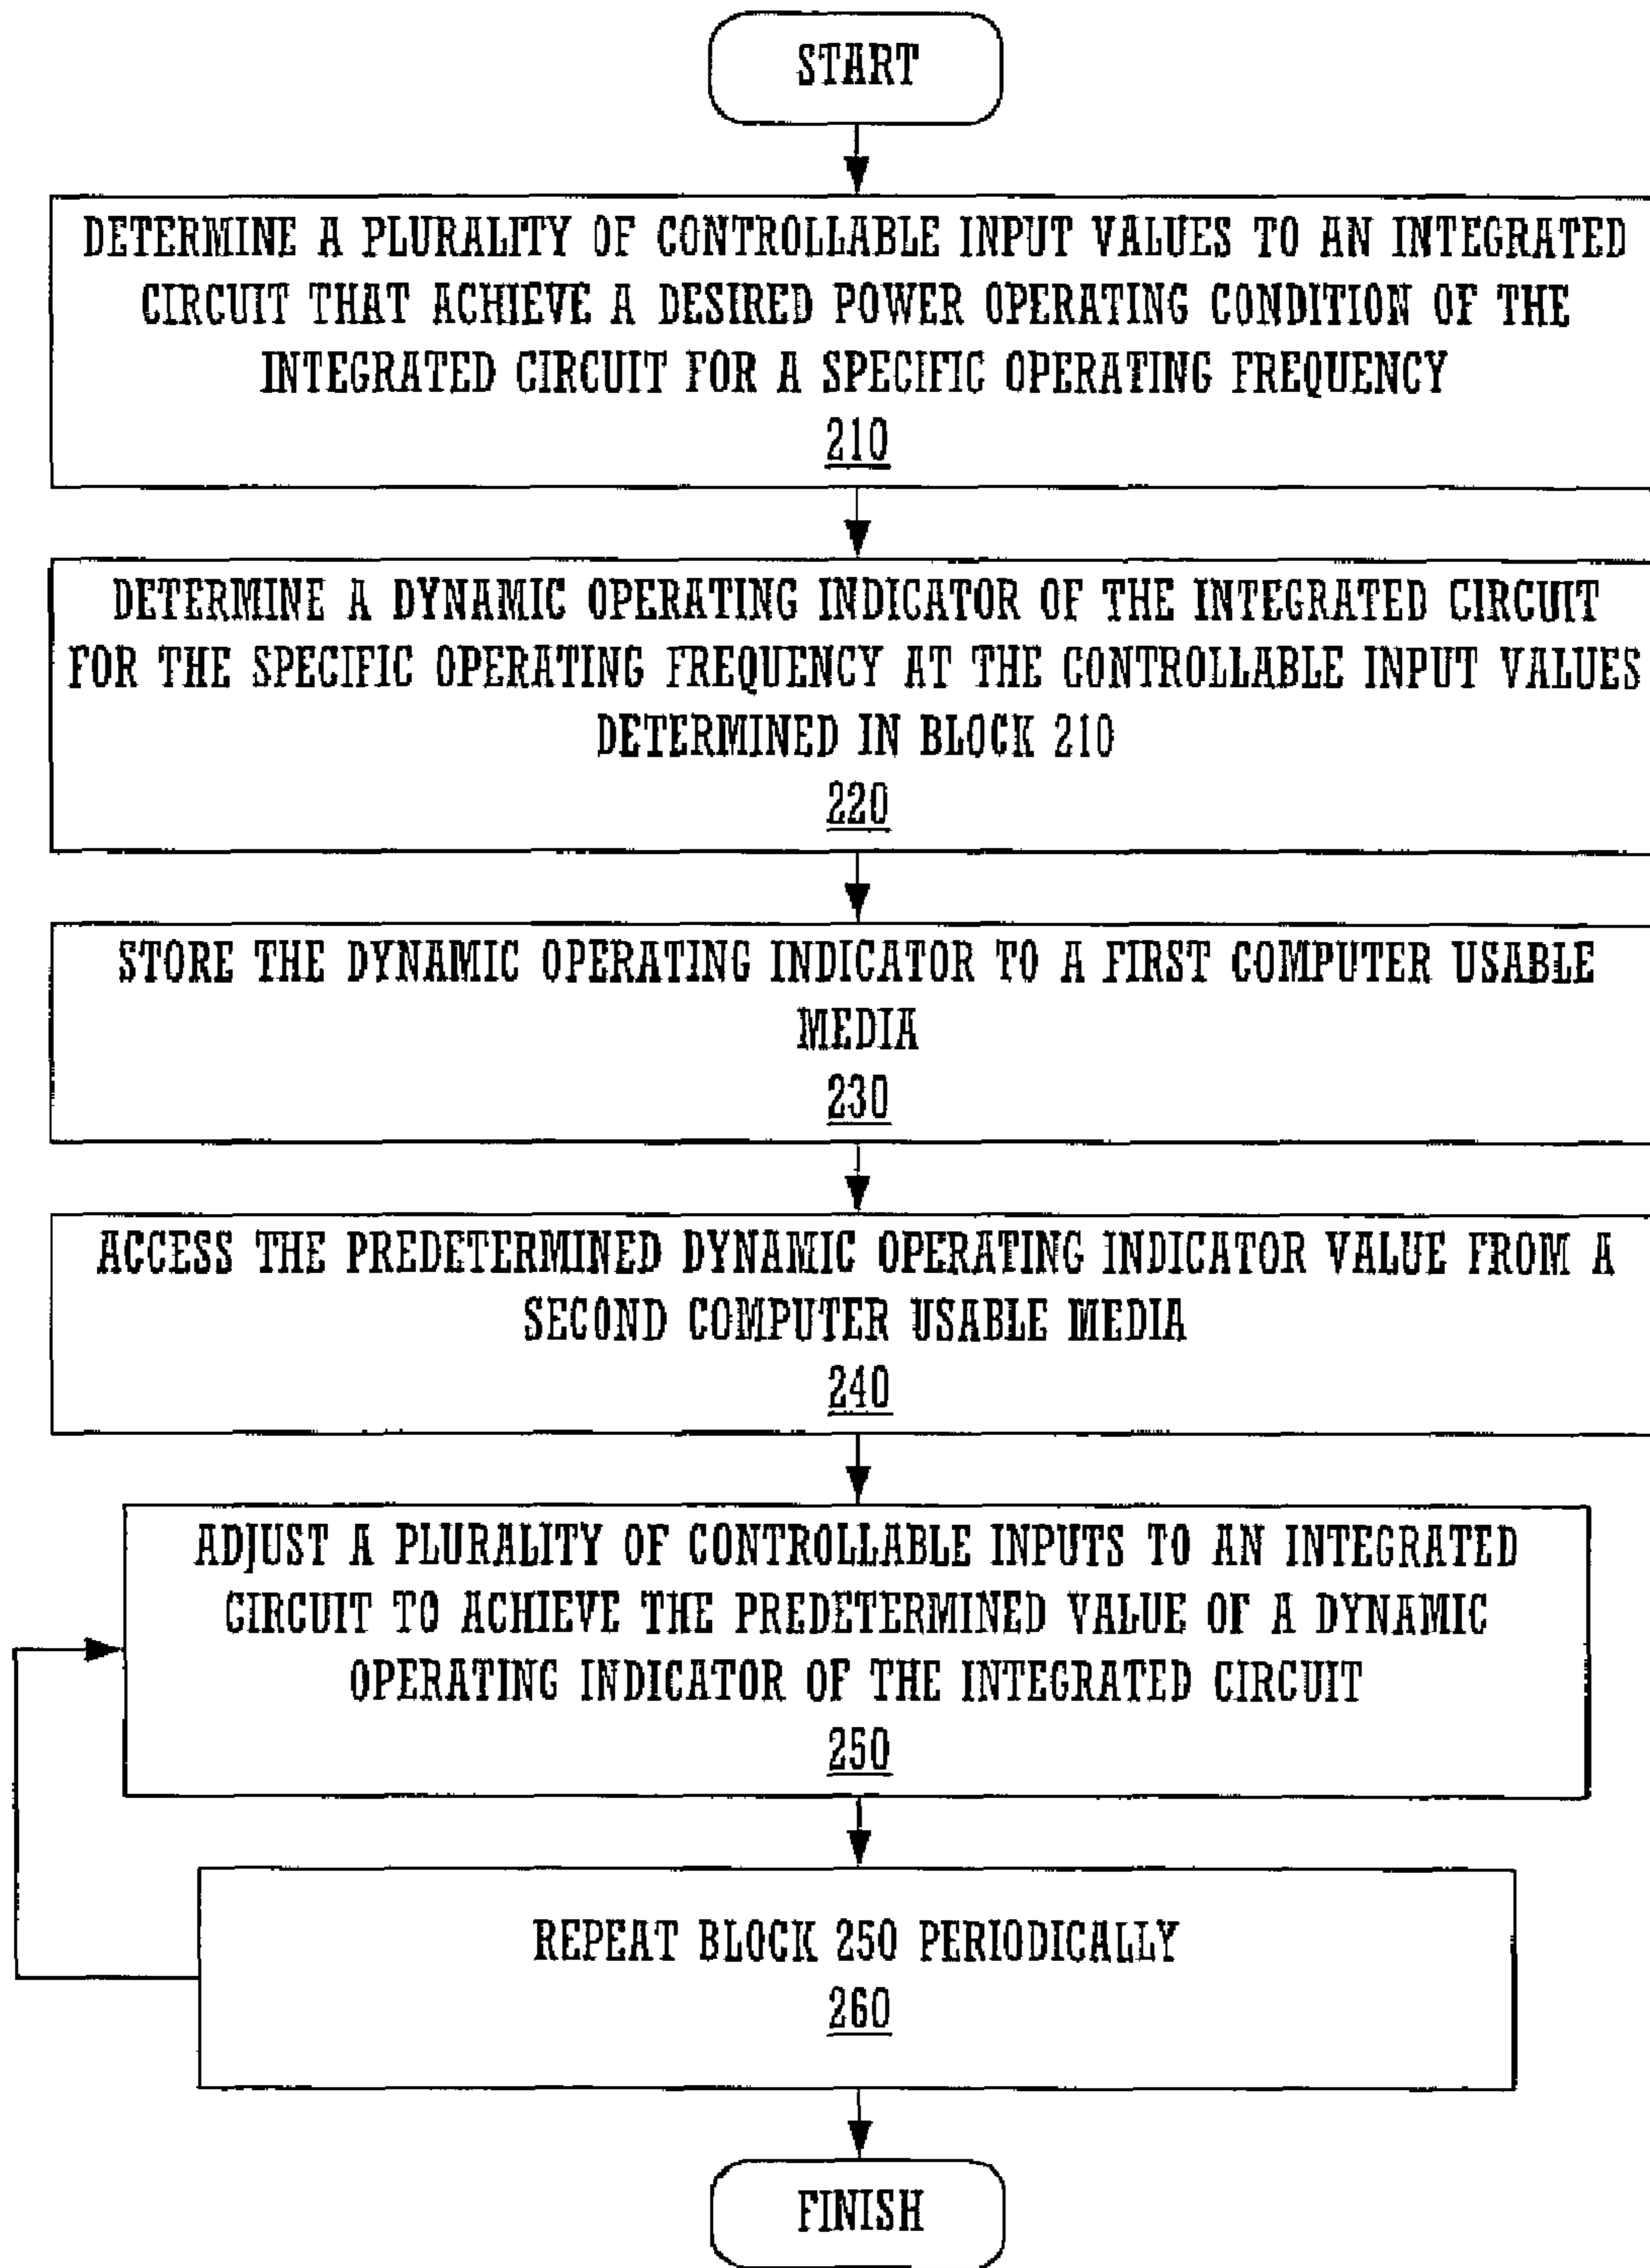 START
DETERMINE A PLURALITY OF CONTROLLABLE INPUT VALUES TO AN INTEGRATED
CIRCUIT THAT ACHIEVE A DESIRED POWER OPERATING CONDITION OF THE
INTEGRATED CIRCUIT FOR A SPECIFIC OPERATING FREQUENCY
210
DETERMINE A DYNAMIC OPERATING INDICATOR OF THE INTEGRATED CIRCUIT
FOR THE SPECIFIC OPERATING FREQUENCY AT THE CONTROLLABLE INPUT VALUES
DETERMINED IN BLOCK 210
220
STORE THE DYNAMIC OPERATING INDICATOR TO A FIRST COMPUTER USABLE
MEDIA
230
ACCESS THE PREDETERMINED DYNAMIC OPERATING INDICATOR VALUE FROM A
SECOND COMPUTER USABLE MEDIA
240
ADJUST A PLURALITY OF CONTROLLABLE INPUTS TO AN INTEGRATED
CIRCUIT TO ACHIEVE THE PREDETERMINED VALUE OF A DYNAMIC
OPERATING INDICATOR OF THE INTEGRATED CIRCUIT
250
REPEAT BLOCK 250 PERIODICALLY
260
FINISH